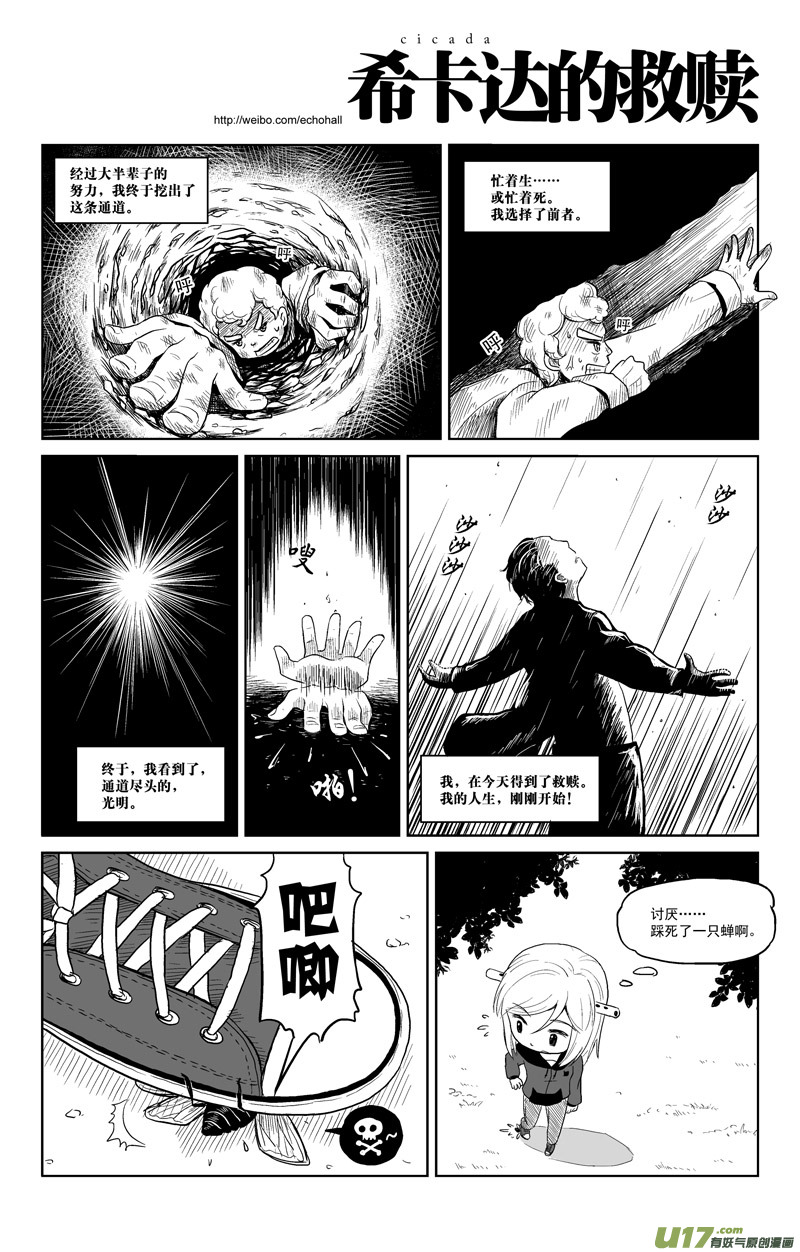 cicada
希卡达的救赎
http://weibo.com/echohall
经过大半辈子的
努力，我终于挖出了
这条通道。
呼
呼
忙着生……
或忙着死。
我选择了前者。
呼
呼
终于，我看到了，
通道尽头的，
光明。
嗖
啪！
沙
沙
沙
沙
沙
我，在今天得到了救赎。
我的人生，刚刚开始！
吧唧
讨厌……
踩死了一只蝉啊。
U17.com
有妖气原创漫画